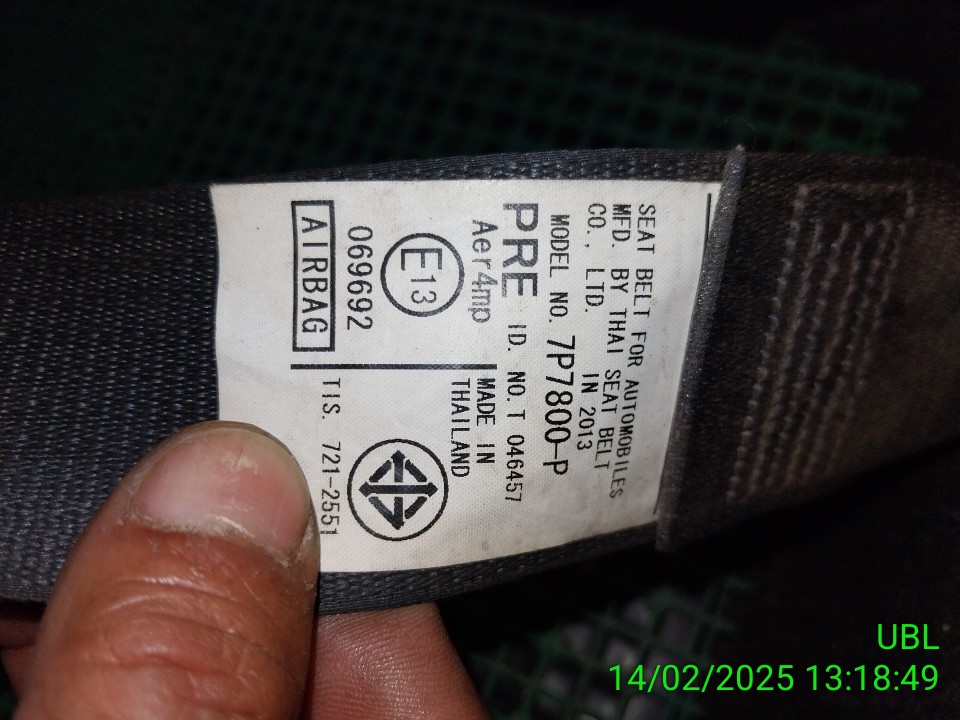 SEAT BELT FOR AUTOMOBILES
MFD. BY THAI SEAT BELT
CO., LTD. IN 2013
MODEL NO. 7P7800-P
PRE ID. NO. T 046457
Aer4mp
E13
069692
AIRBAG
MADE IN
THAILAND
TIS. 721-2551
UBL
14/02/2025 13:18:49